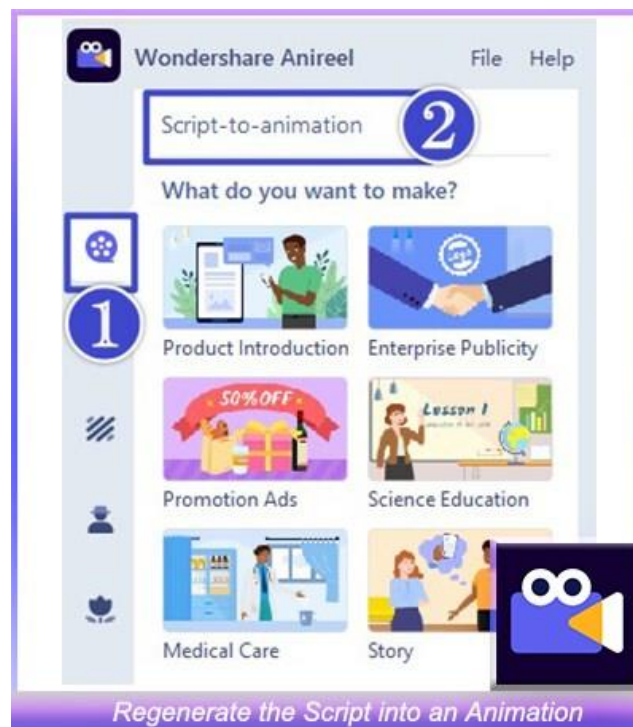 Wondershare Anireel File Help
Script-to-animation 2
What do you want to make?
1
Logo
Product Introduction Enterprise Publicity
50%OFF Lesson 1
Promotion Ads Science Education
Medical Care Story
Regenerate the Script into an Animation